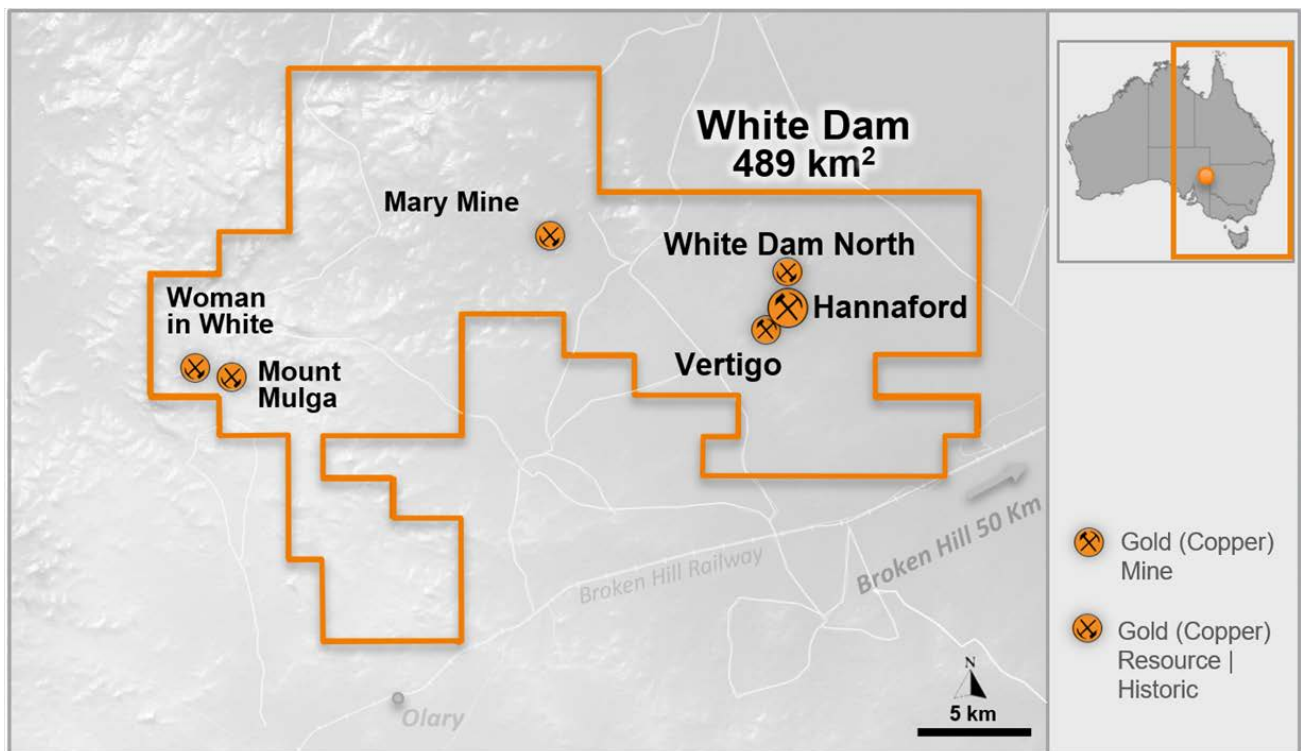 White Dam
489 km²
Mary Mine
White Dam North
Hannaford
Vertigo
Woman
in White
Mount
Mulga
Broken Hill 50 Km
Broken Hill Railway
Olary
N
5 km
Gold (Copper)
Mine
Gold (Copper)
Resource |
Historic